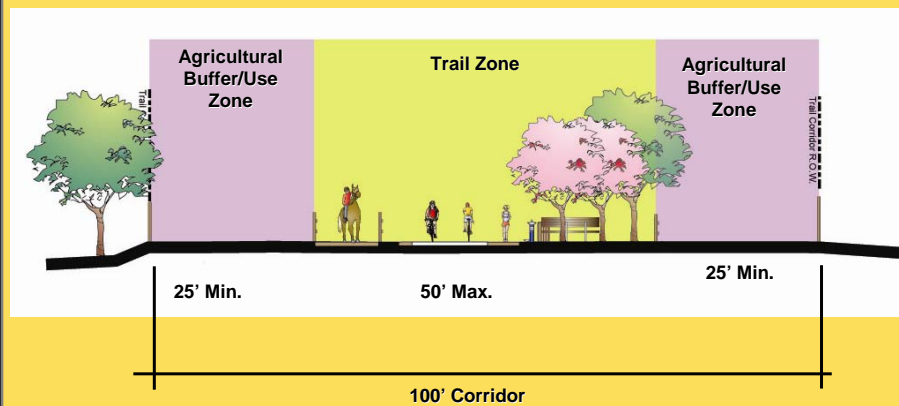 Agricultural
Buffer/Use
Zone
Trail Zone
Agricultural
Buffer/Use
Zone
Trail
Trail Corridor R.O.W.
25' Min.
50' Max.
25' Min.
100' Corridor